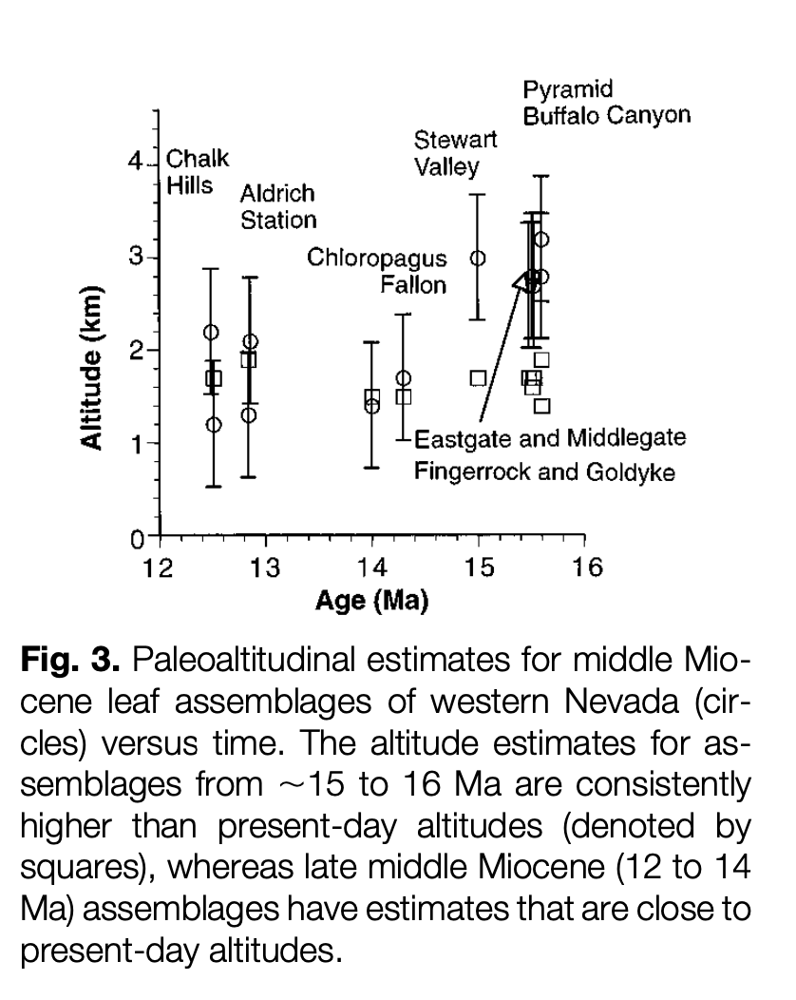 Pyramid
Buffalo Canyon
Stewart
Valley
Chalk
Hills
Aldrich
Station
Chloropagus
Fallon
Eastgate and Middlegate
Fingerrock and Goldyke
Altitude (km)
4
3
2
1
0
12 13 14 15 16
Age (Ma)
Fig. 3. Paleoaltitudinal estimates for middle Mio-
cene leaf assemblages of western Nevada (cir-
cles) versus time. The altitude estimates for as-
semblages from ~15 to 16 Ma are consistently
higher than present-day altitudes (denoted by
squares), whereas late middle Miocene (12 to 14
Ma) assemblages have estimates that are close to
present-day altitudes.